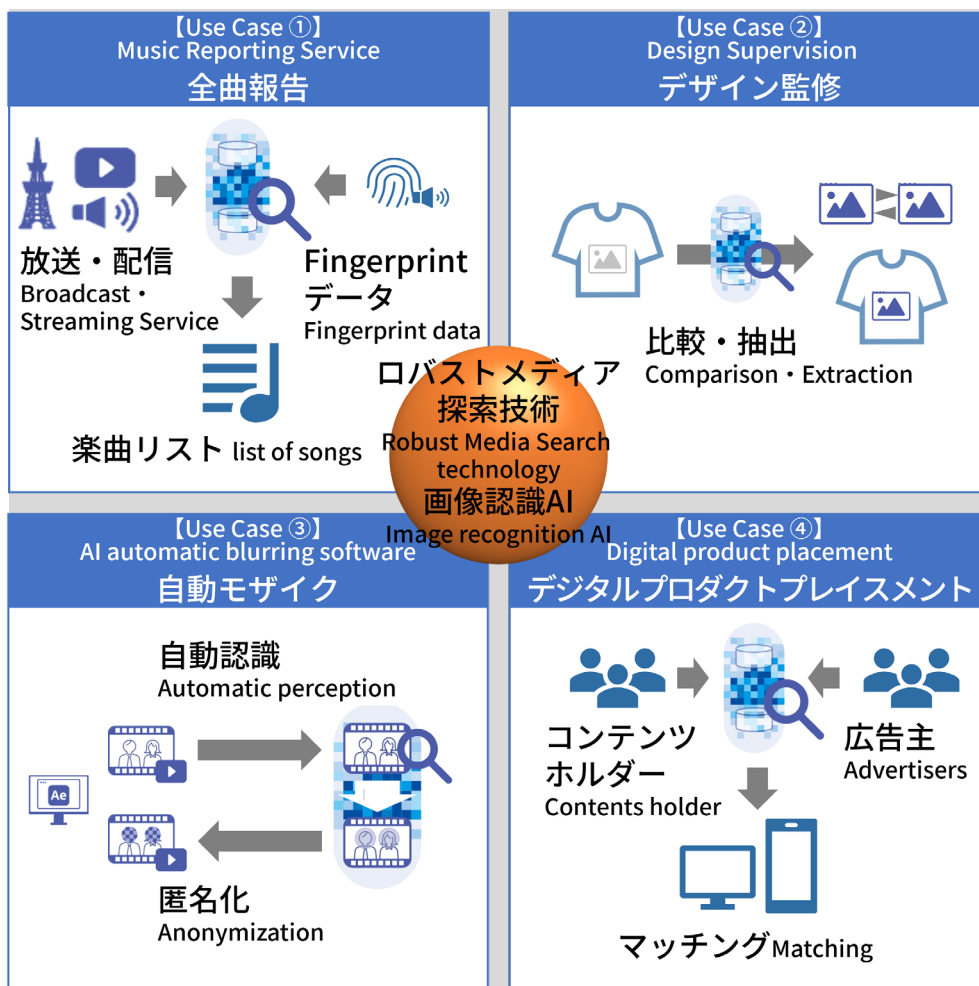 【Use Case ①】
Music Reporting Service
全曲報告
放送・配信
Broadcast・
Streaming Service
Fingerprint
データ
Fingerprint data
楽曲リスト list of songs
【Use Case ②】
Design Supervision
デザイン監修
比較・抽出
Comparison・Extraction
ロバストメディア
探索技術
Robust Media Search
technology
画像認識AI
Image recognition AI
【Use Case ③】
AI automatic blurring software
自動モザイク
自動認識
Automatic perception
Ae
匿名化
Anonymization
【Use Case ④】
Digital product placement
デジタルプロダクトプレイスメント
コンテンツ
ホルダー
Contents holder
広告主
Advertisers
マッチングMatching